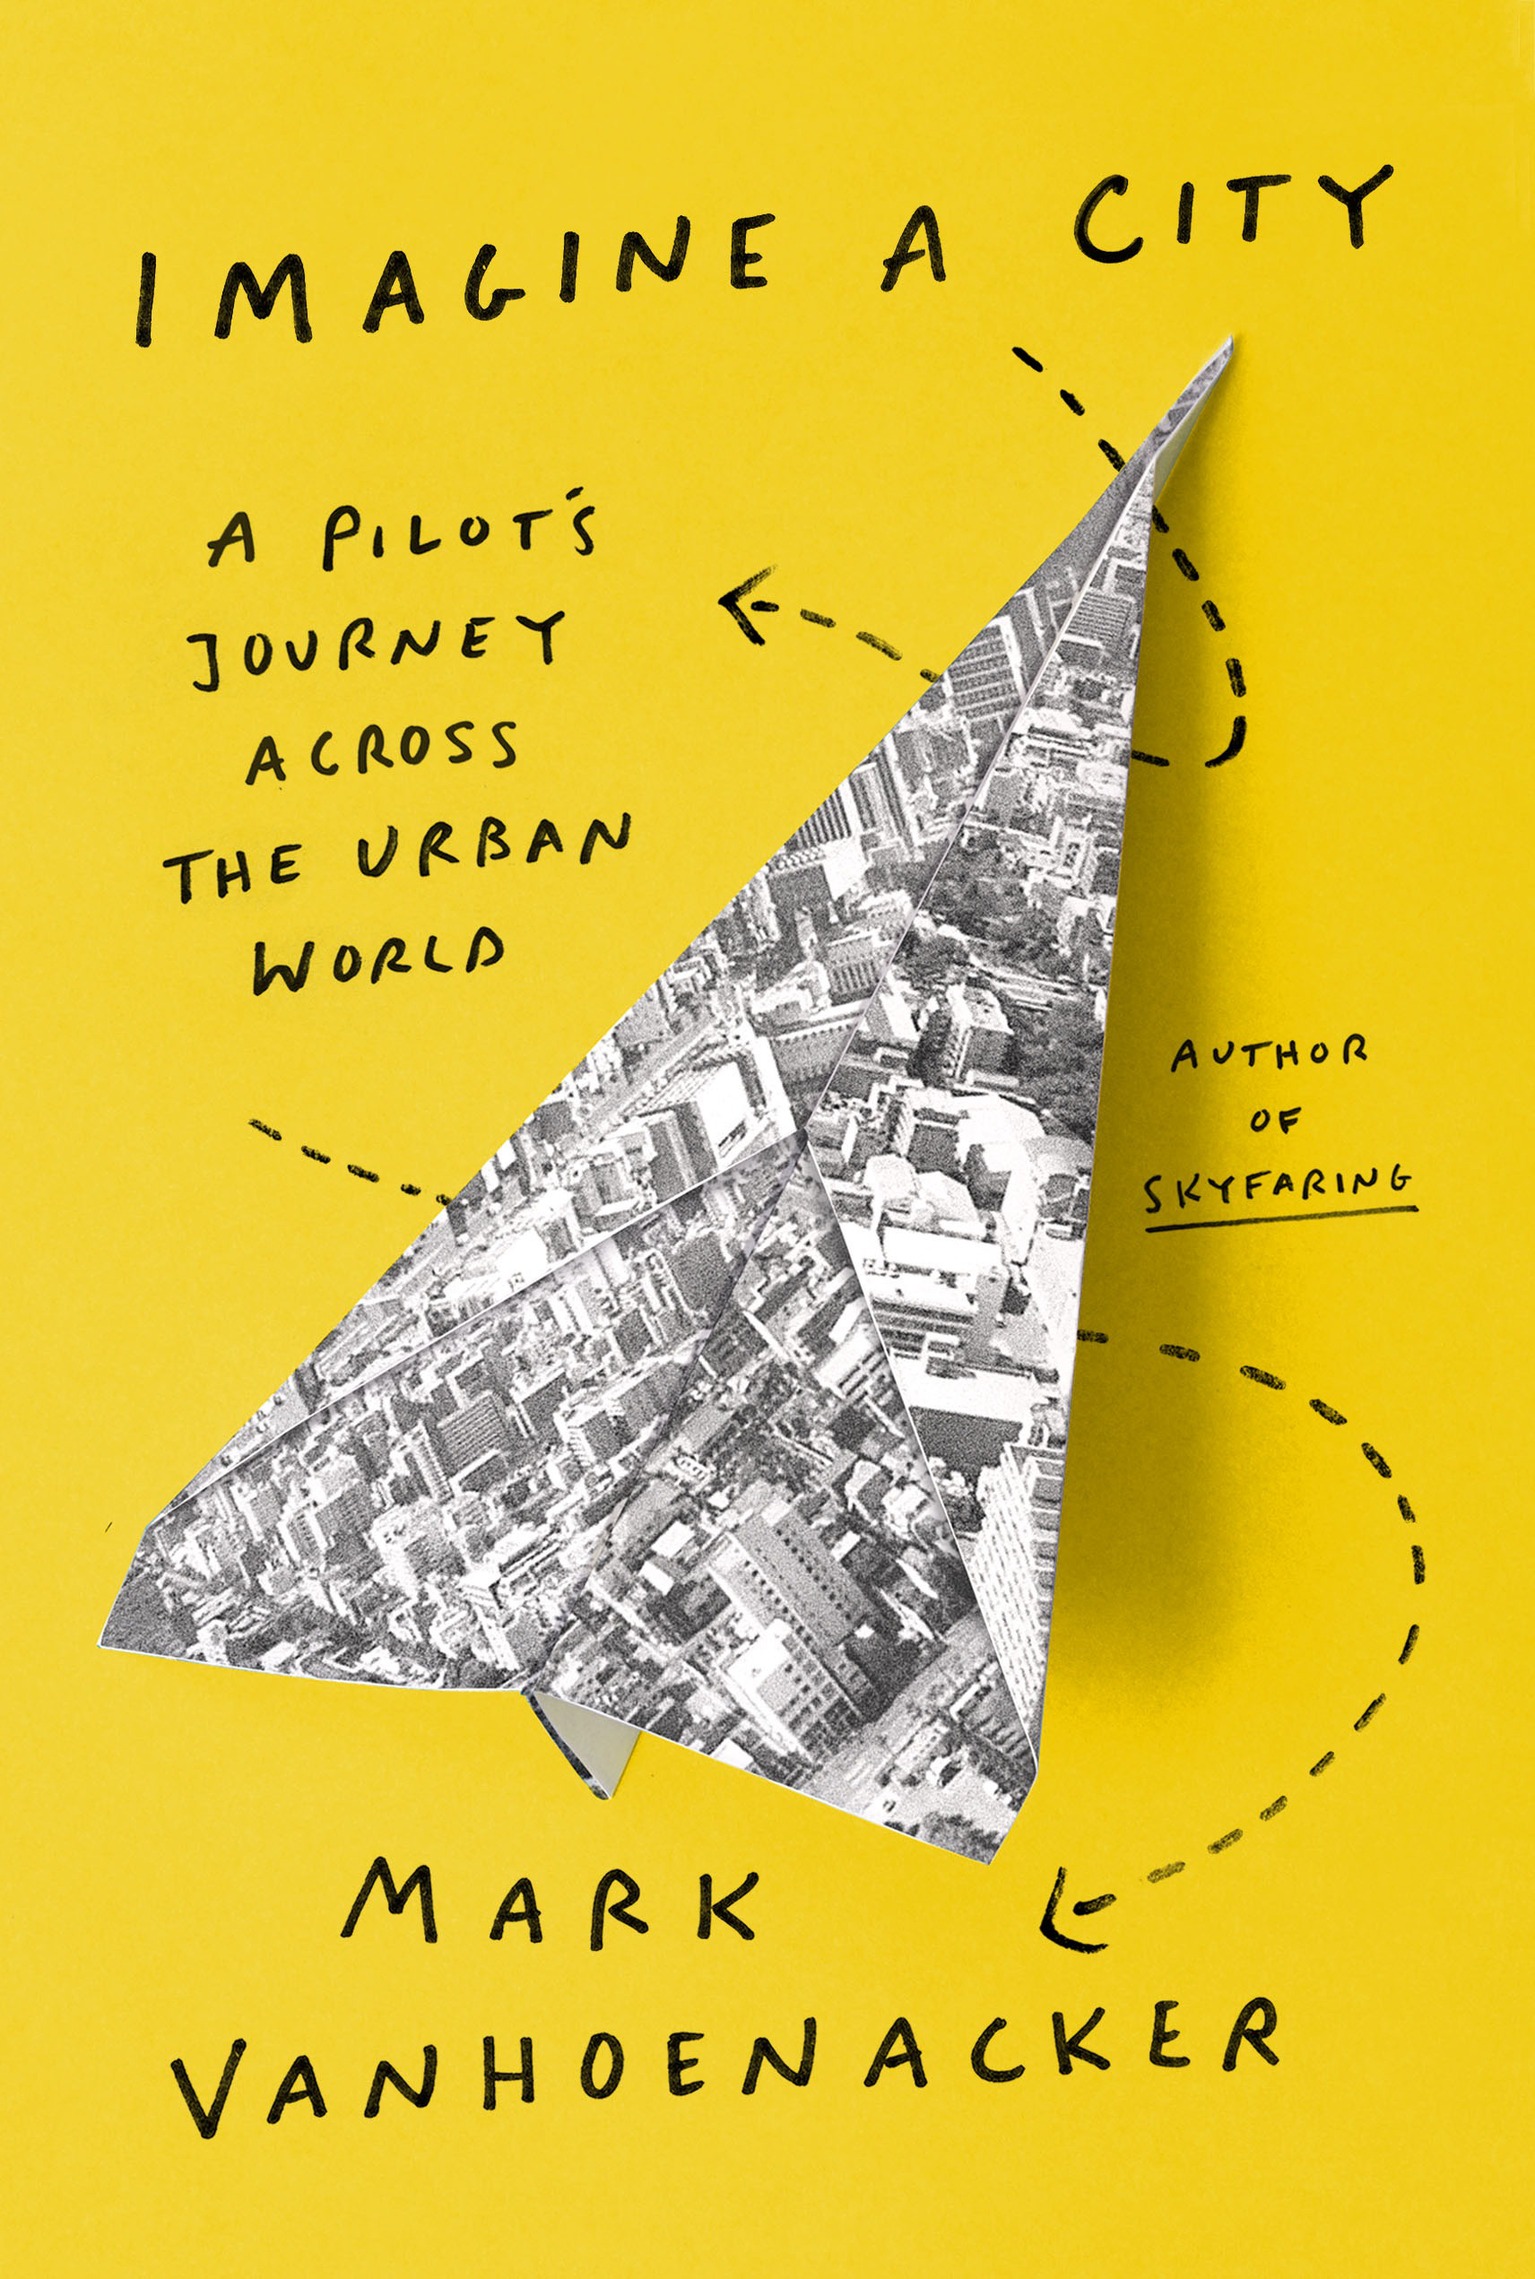 IMAGINE A CITY
A PILOT'S
JOURNEY
ACROSS
THE URBAN
WORLD
AUTHOR
OF
SKYFARING
MARK
VANHOENACKER